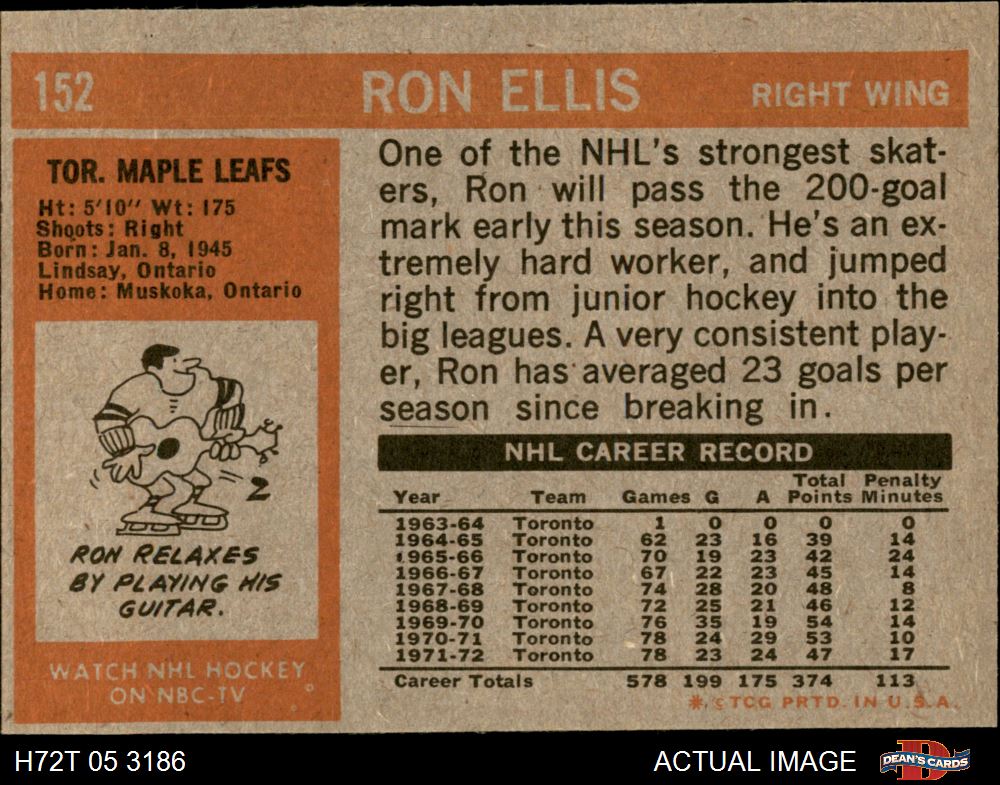 152 RON ELLIS RIGHT WING
TOR. MAPLE LEAFS
Ht: 5'10" Wt: 175
Shoots: Right
Born: Jan. 8, 1945
Lindsay, Ontario
Home: Muskoka, Ontario
RON RELAXES
BY PLAYING HIS
GUITAR.
WATCH NHL HOCKEY
ON NBC-TV
One of the NHL's strongest skat-
ers, Ron will pass the 200-goal
mark early this season. He's an ex-
tremely hard worker, and jumped
right from junior hockey into the
big leagues. A very consistent play-
er, Ron has averaged 23 goals per
season since breaking in.
NHL CAREER RECORD
Year Team Games G A Total Points Penalty Minutes
1963-64 Toronto 1 0 0 0 0
1964-65 Toronto 62 23 16 39 14
1965-66 Toronto 70 19 23 42 24
1966-67 Toronto 67 22 23 45 14
1967-68 Toronto 74 28 20 48 8
1968-69 Toronto 72 25 21 46 12
1969-70 Toronto 76 35 19 54 14
1970-71 Toronto 78 24 29 53 10
1971-72 Toronto 78 23 24 47 17
Career Totals 578 199 175 374 113
*© TCG PRTD. IN U.S.A.
H72T 05 3186 ACTUAL IMAGE DEAN'S CARDS